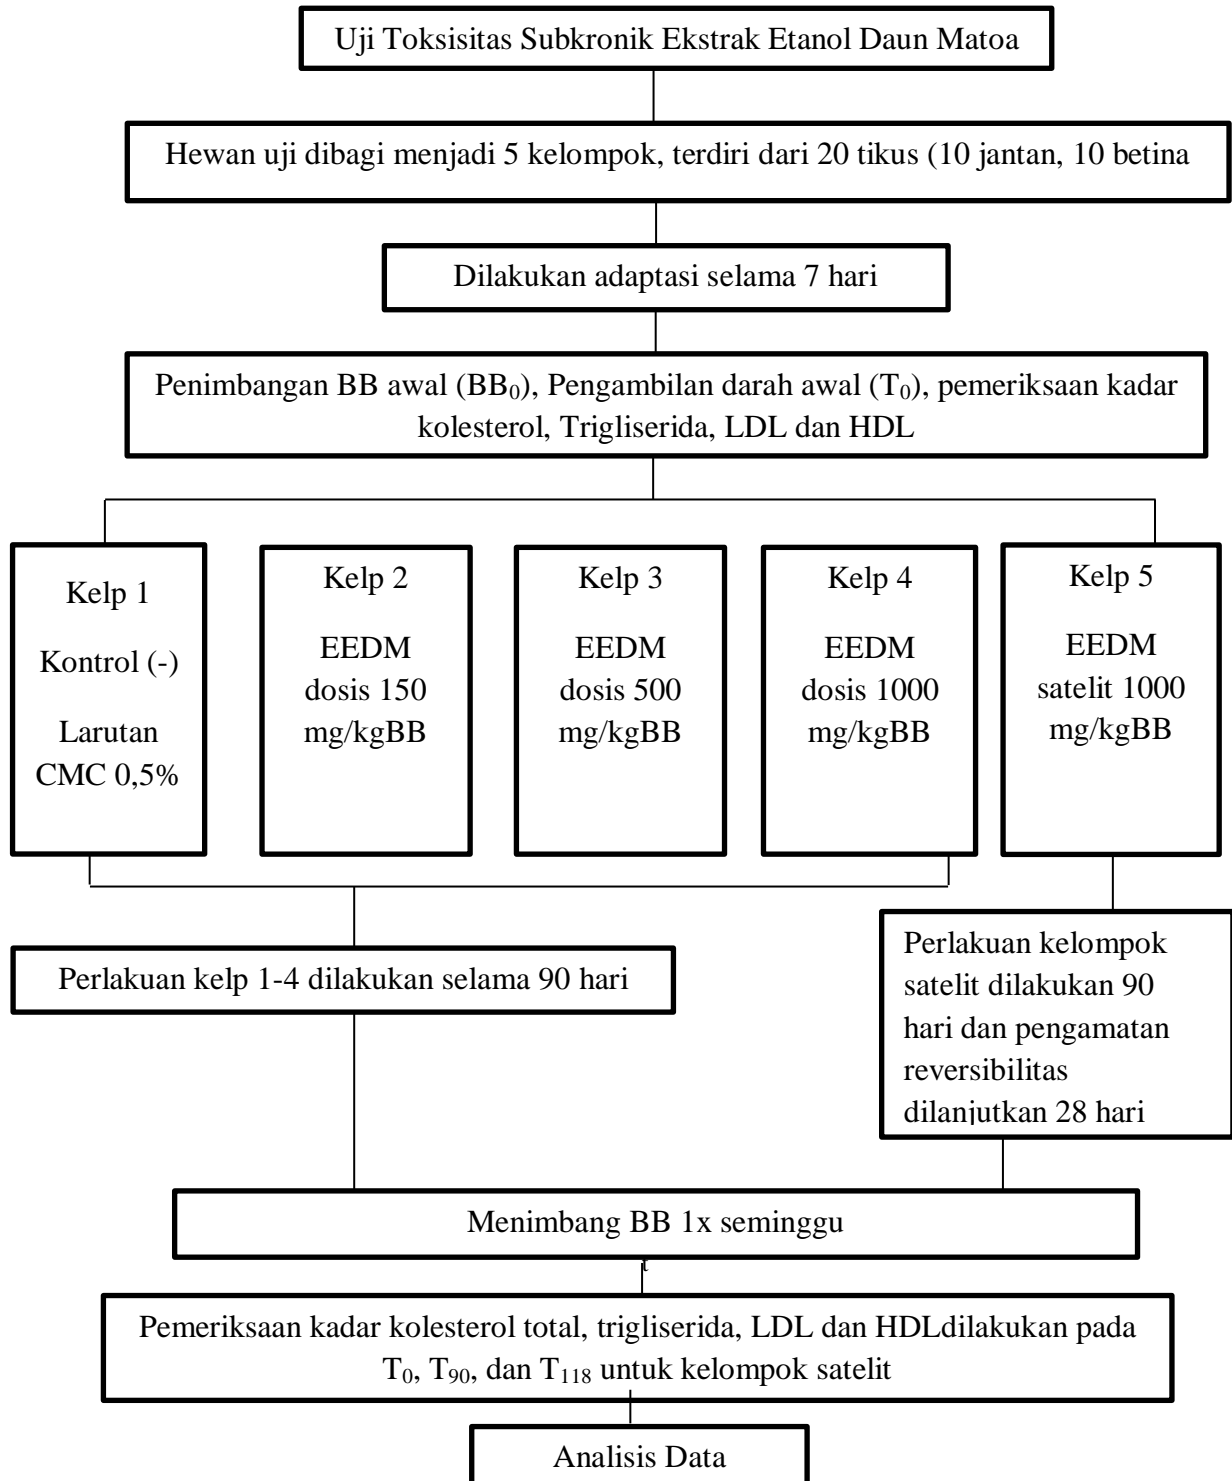 Uji Toksisitas Subkronik Ekstrak Etanol Daun Matoa
Hewan uji dibagi menjadi 5 kelompok, terdiri dari 20 tikus (10 jantan, 10 betina
Dilakukan adaptasi selama 7 hari
Penimbangan BB awal (BB₀), Pengambilan darah awal (T₀), pemeriksaan kadar
kolesterol, Trigliserida, LDL dan HDL
Kelp 1
Kontrol (-)
Larutan
CMC 0,5%
Kelp 2
EEDM
dosis 150
mg/kgBB
Kelp 3
EEDM
dosis 500
mg/kgBB
Kelp 4
EEDM
dosis 1000
mg/kgBB
Kelp 5
EEDM
satelit 1000
mg/kgBB
Perlakuan kelp 1-4 dilakukan selama 90 hari
Perlakuan kelompok
satelit dilakukan 90
hari dan pengamatan
reversibilitas
dilanjutkan 28 hari
Menimbang BB 1x seminggu
t
Pemeriksaan kadar kolesterol total, trigliserida, LDL dan HDLdilakukan pada
T₀, T₉₀, dan T₁₁₈ untuk kelompok satelit
Analisis Data